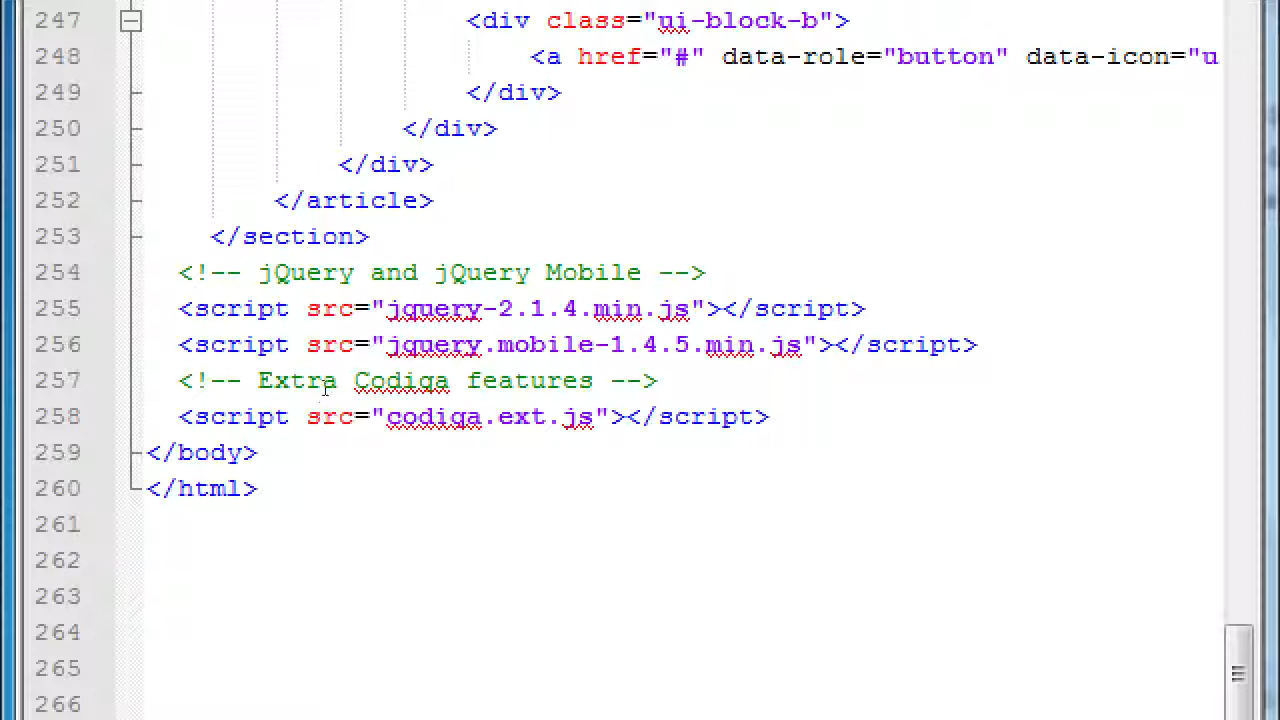 247 <div class="ui-block-b">
248 <a href="#" data-role="button" data-icon="u
249 </div>
250 </div>
251 </div>
252 </article>
253 </section>
254 <!-- jQuery and jQuery Mobile -->
255 <script src="jquery-2.1.4.min.js"></script>
256 <script src="jquery.mobile-1.4.5.min.js"></script>
257 <!-- Extra Codiqa features -->
258 <script src="codiqa.ext.js"></script>
259 </body>
260 </html>
261
262
263
264
265
266